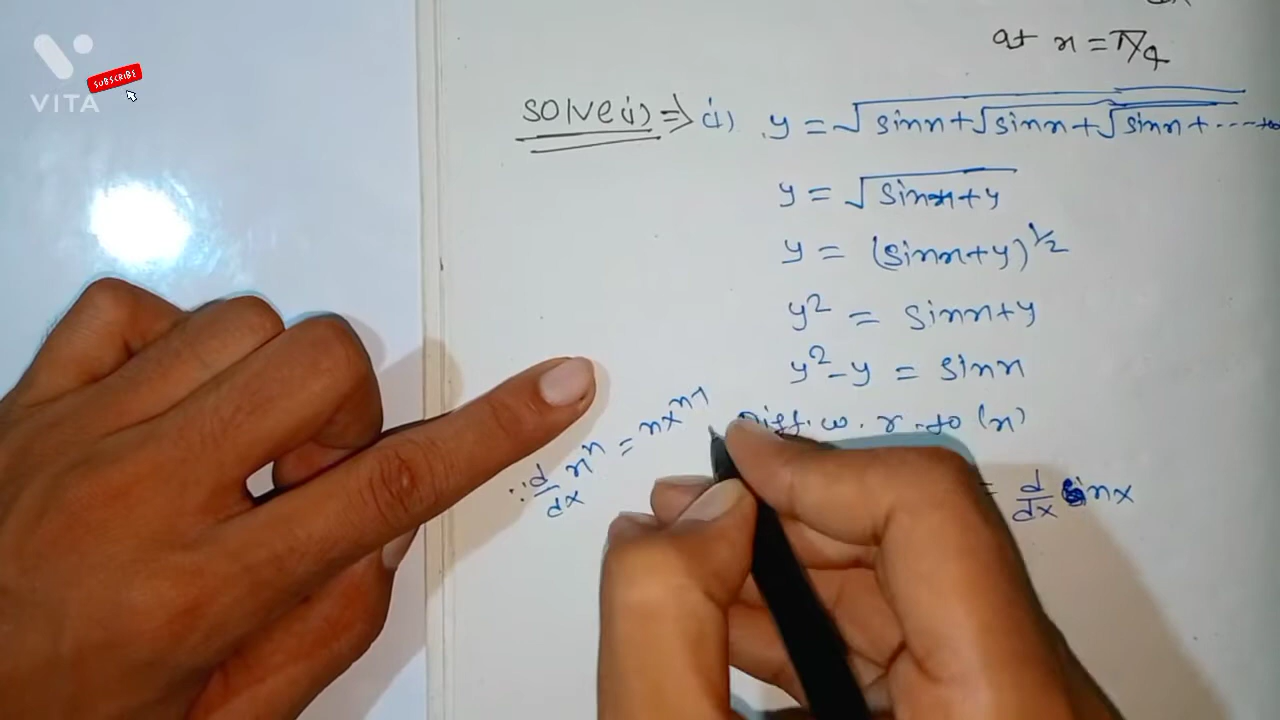 VITA
SUBSCRIBE
at x = π/4
SOLVE(i) => (i) y = √sinx + √sinx + √sinx + ----+∞
y = √sinx + y
y = (sinx+y)^1/2
y² = sinx+y
y² - y = sinx
Diff. w. r. to (x)
∵ d/dx xⁿ = nxⁿ⁻¹
= d/dx sinx